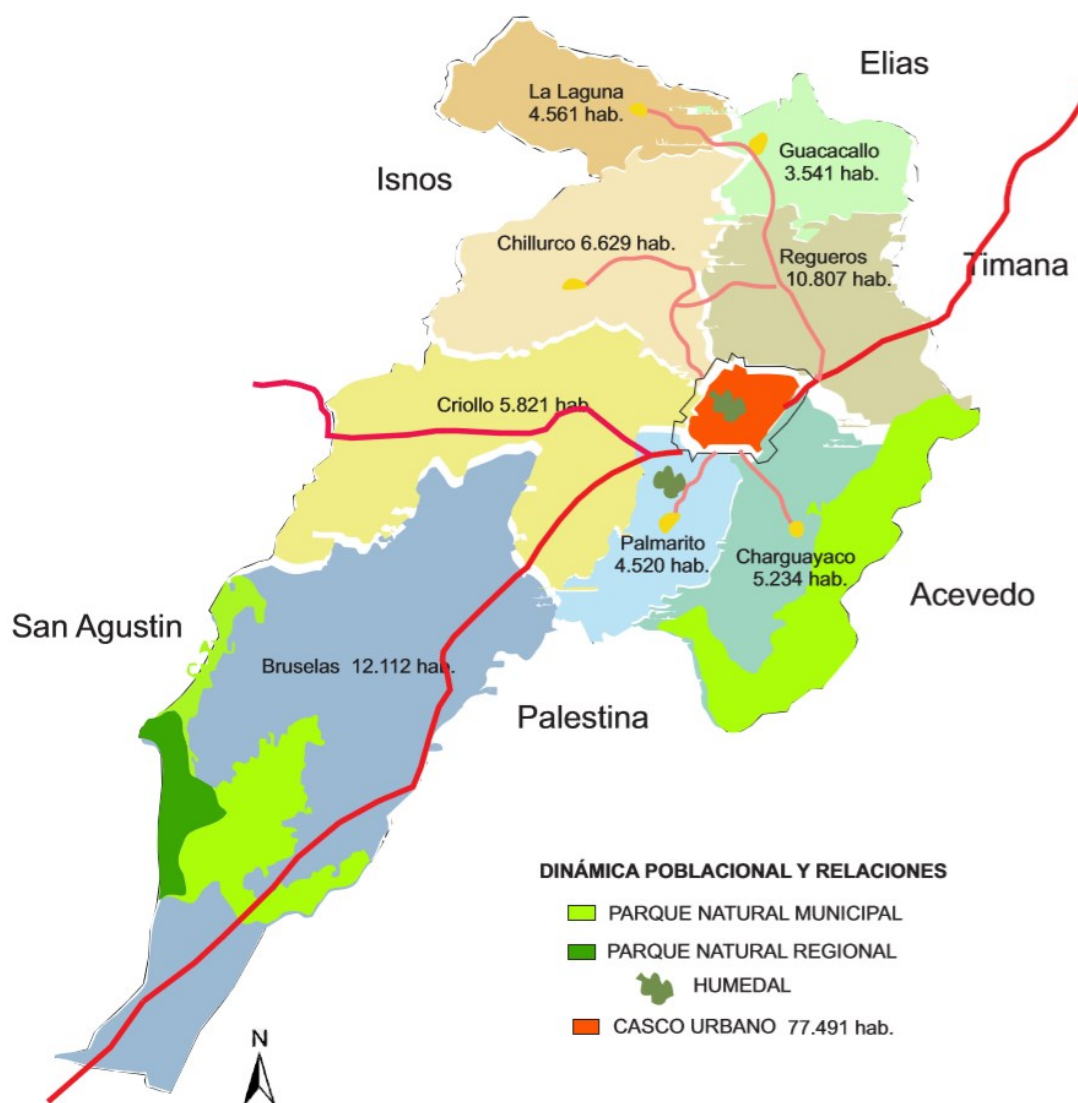 Elias
La Laguna
4.561 hab.
Guacacallo
3.541 hab.
Isnos
Chillurco 6.629 hab.
Regueros
10.807 hab.
Timana
Criollo 5.821 hab
Palmarito
4.520 hab.
Charguayaco
5.234 hab.
Acevedo
San Agustin
Bruselas 12.112 hab.
Palestina
DINÁMICA POBLACIONAL Y RELACIONES
PARQUE NATURAL MUNICIPAL
PARQUE NATURAL REGIONAL
HUMEDAL
CASCO URBANO 77.491 hab.
N